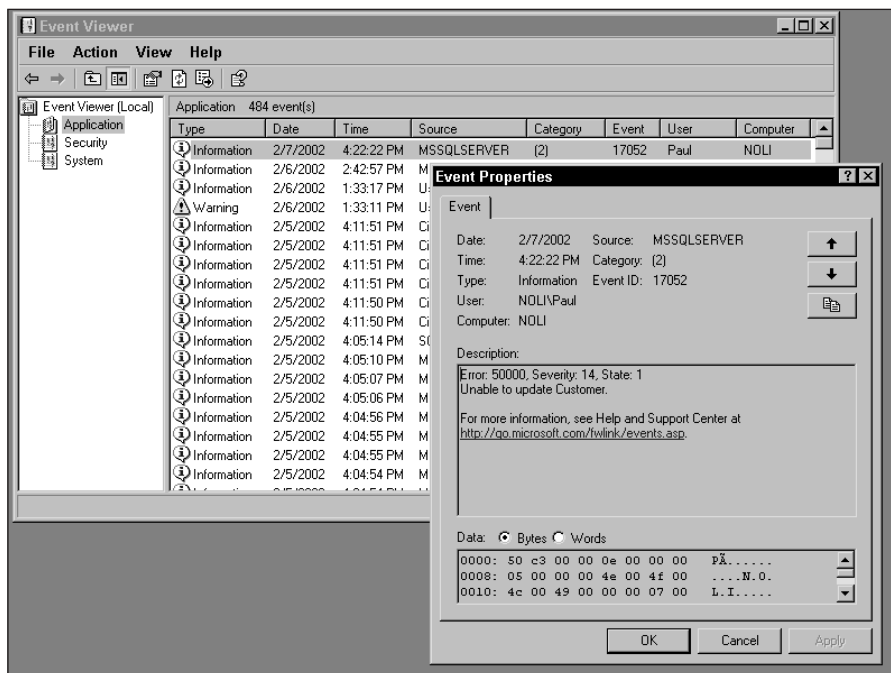 Event Viewer
File Action View Help
Event Viewer (Local)
Application
Security
System
Application 484 event(s)
Type Date Time Source Category Event User Computer
Information 2/7/2002 4:22:22 PM MSSQLSERVER (2) 17052 Paul NOLI
Information 2/6/2002 2:42:57 PM M
Information 2/6/2002 1:33:17 PM
Warning 2/6/2002 1:33:11 PM
Information 2/5/2002 4:11:51 PM Ci
Information 2/5/2002 4:11:51 PM Ci
Information 2/5/2002 4:11:51 PM Ci
Information 2/5/2002 4:11:51 PM Ci
Information 2/5/2002 4:11:50 PM Ci
Information 2/5/2002 4:11:50 PM Ci
Information 2/5/2002 4:05:14 PM
Information 2/5/2002 4:05:10 PM M
Information 2/5/2002 4:05:07 PM M
Information 2/5/2002 4:05:06 PM M
Information 2/5/2002 4:04:56 PM M
Information 2/5/2002 4:04:55 PM M
Information 2/5/2002 4:04:55 PM M
Information 2/5/2002 4:04:54 PM M
Event Properties
Event
Date: 2/7/2002 Source: MSSQLSERVER
Time: 4:22:22 PM Category: (2)
Type: Information Event ID: 17052
User: NOLI\Paul
Computer: NOLI
Description:
Error: 50000, Severity: 14, State: 1
Unable to update Customer.
For more information, see Help and Support Center at
http://go.microsoft.com/fwlink/events.asp.
Data: Bytes Words
0000: 50 c3 00 00 0e 00 00 00 PÃ......
0008: 05 00 00 00 4e 00 4f 00 ....N.O.
0010: 4c 00 49 00 00 00 07 00 L.I.....
OK Cancel Apply